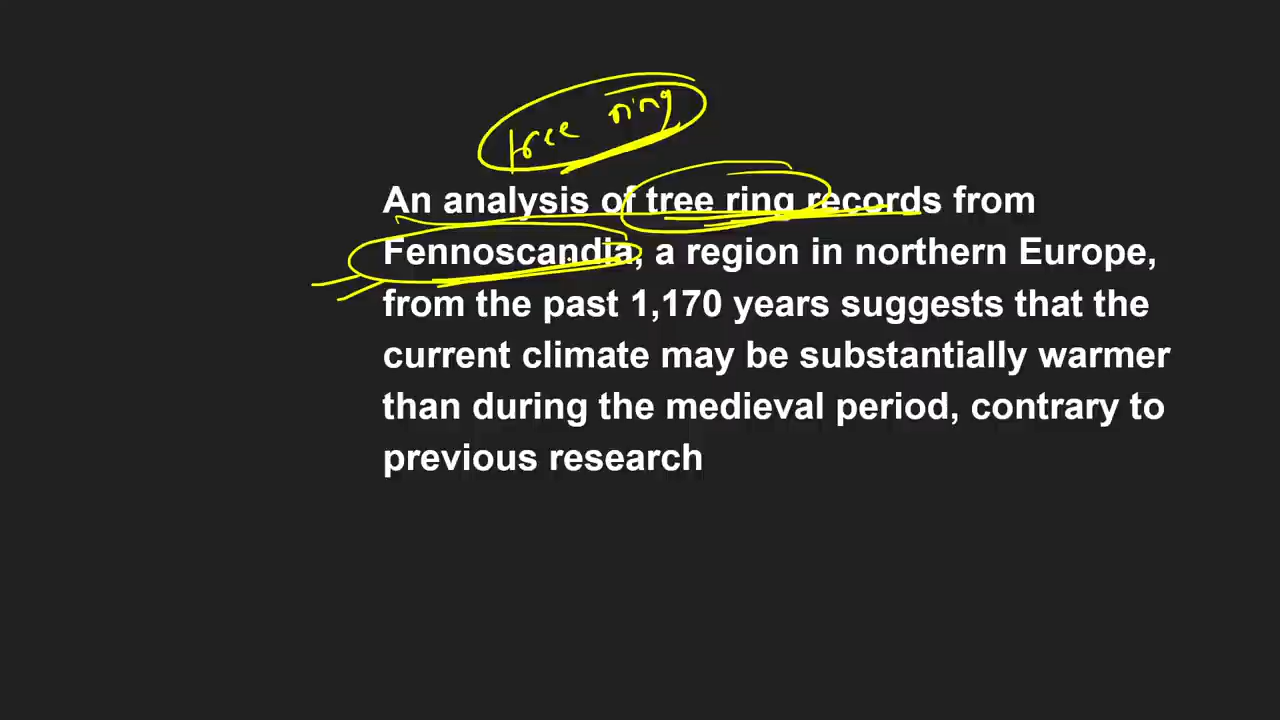 tree ring
An analysis of tree ring records from
Fennoscandia, a region in northern Europe,
from the past 1,170 years suggests that the
current climate may be substantially warmer
than during the medieval period, contrary to
previous research